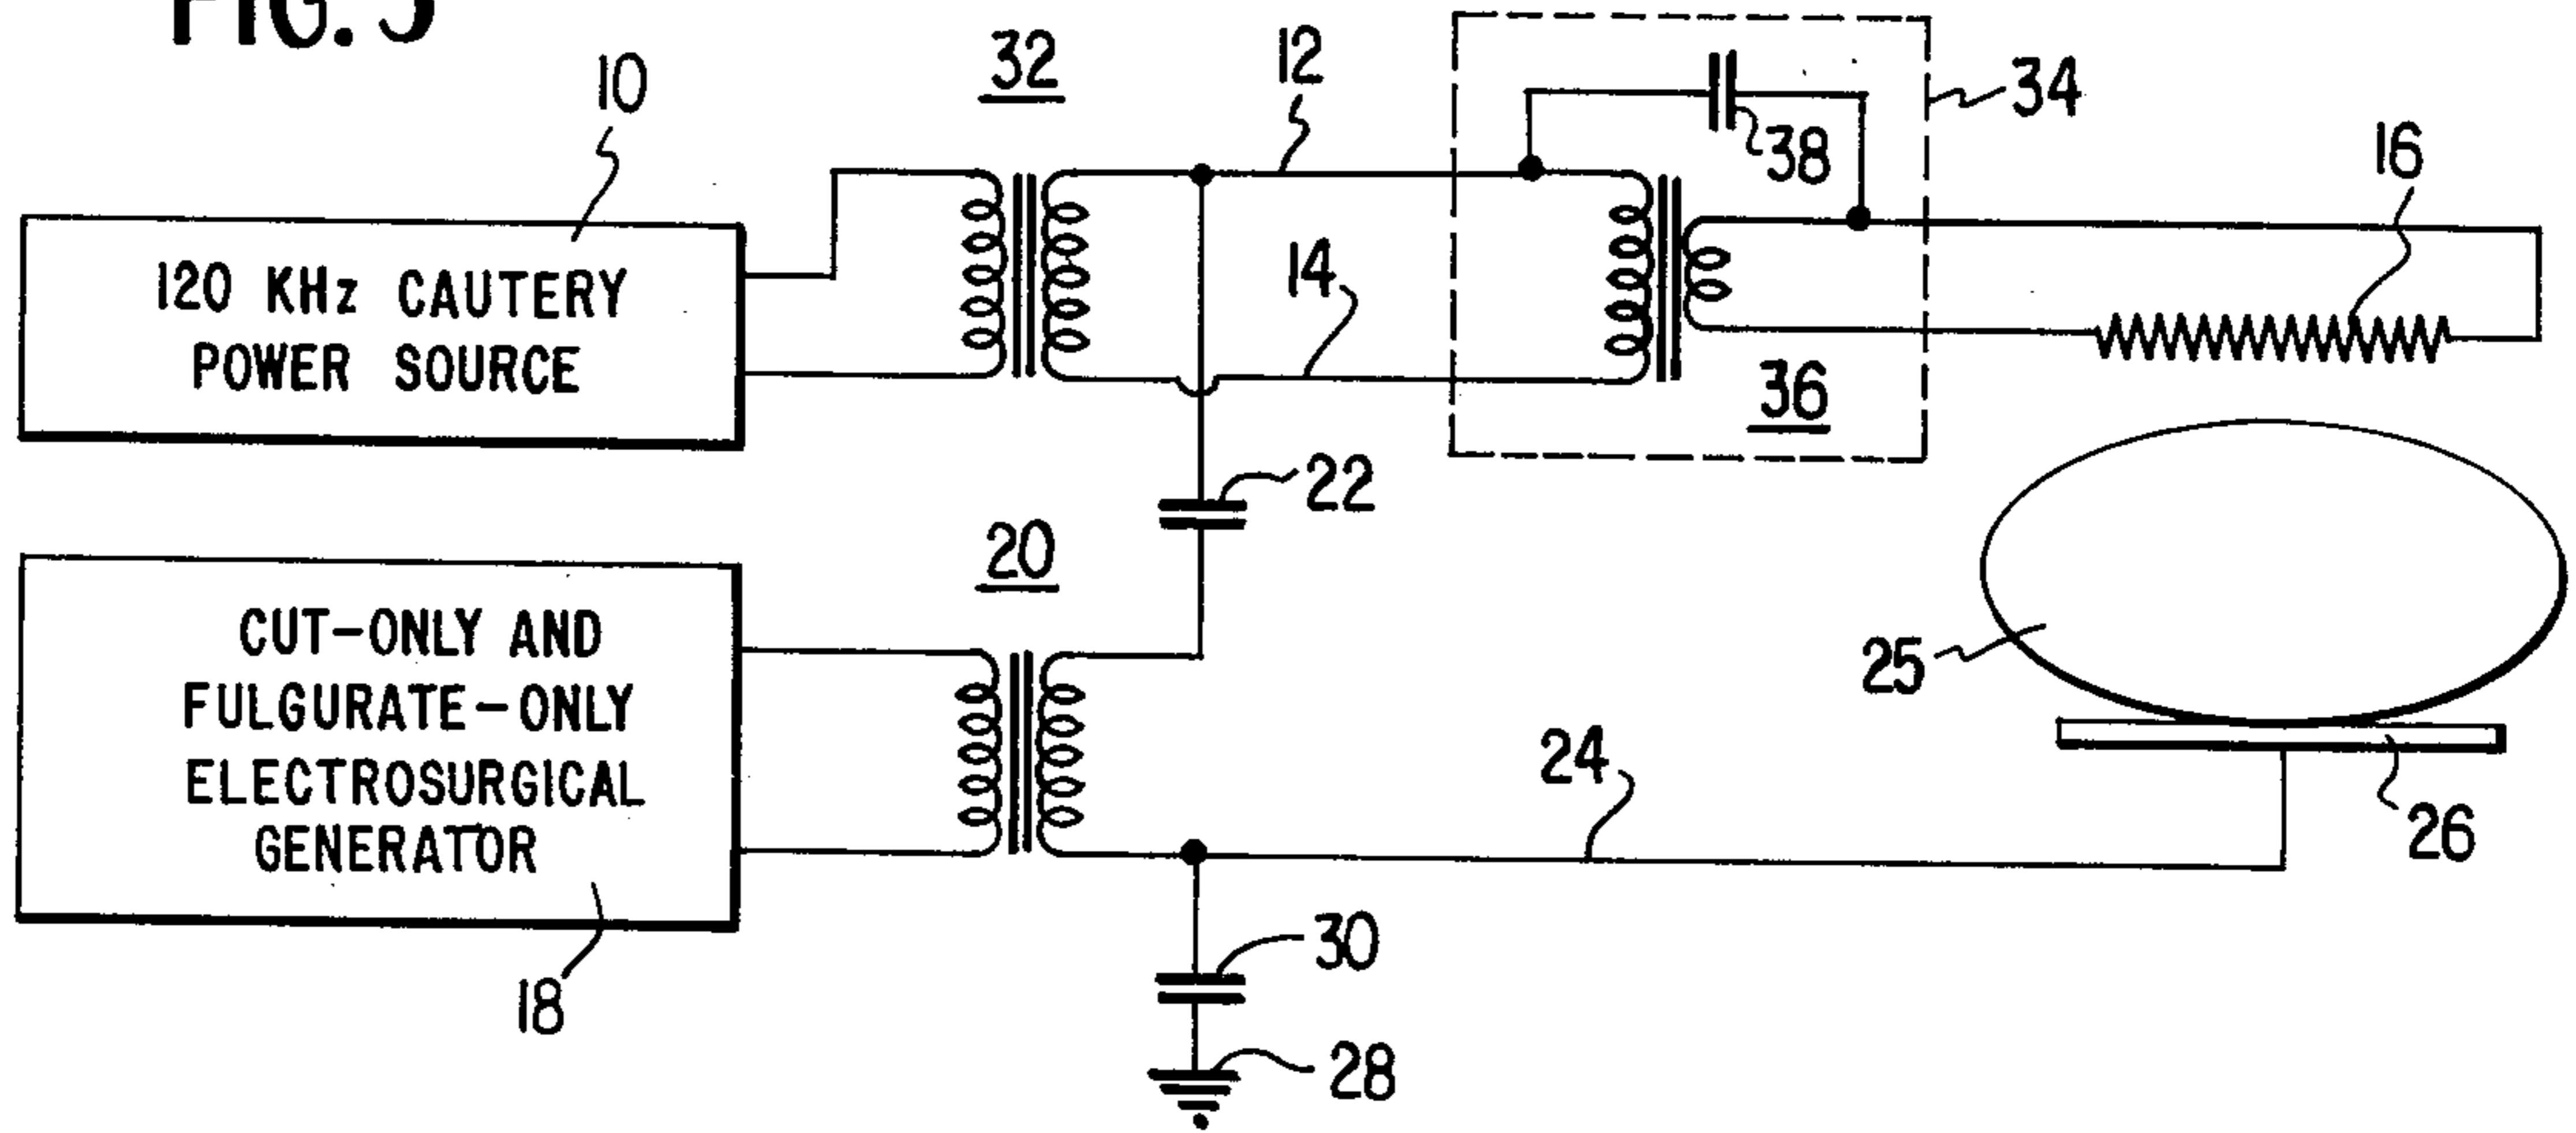 FIG. 5
10
32
12
34
38
16
120 KHz CAUTERY
POWER SOURCE
14
36
22
20
CUT-ONLY AND
FULGURATE-ONLY
ELECTROSURGICAL
GENERATOR
25
24
26
30
18
28